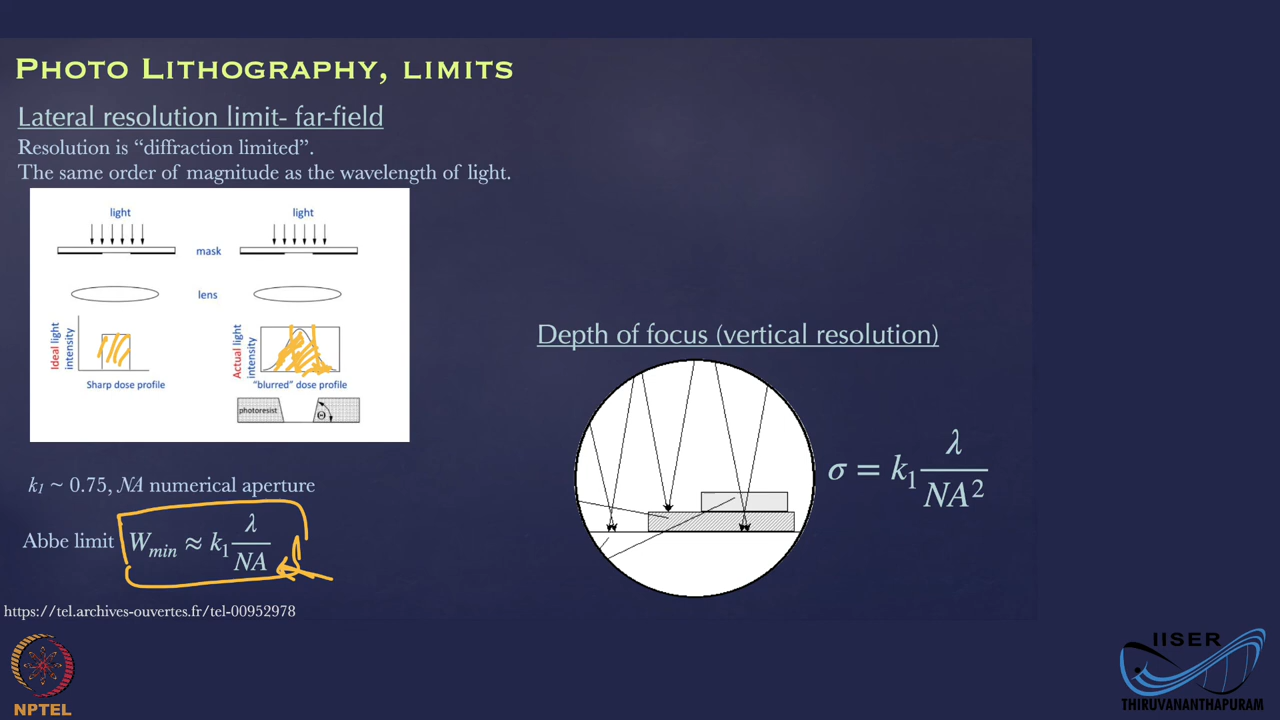 PHOTO LITHOGRAPHY, LIMITS
Lateral resolution limit- far-field
Resolution is “diffraction limited”.
The same order of magnitude as the wavelength of light.
light
light
mask
lens
Ideal light intensity
Actual light intensity
Sharp dose profile
"blurred" dose profile
photoresist
Θ
k₁ ~ 0.75, NA numerical aperture
Abbe limit W_min ≈ k₁ λ/NA
https://tel.archives-ouvertes.fr/tel-00952978
Depth of focus (vertical resolution)
σ = k₁ λ/NA²
NPTEL
IISER
THIRUVANANTHAPURAM